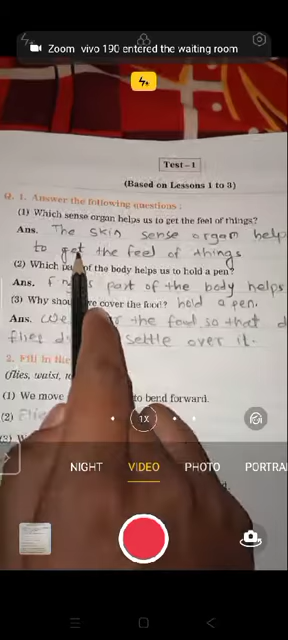 Zoom vivo 190 entered the waiting room
Test-1
(Based on Lessons 1 to 3)
Q. 1. Answer the following questions :
(1) Which sense organ helps us to get the feel of things?
Ans. The skin sense organ help
to get the feel of things
(2) Which of the body helps us to hold a pen?
Ans. part of the body helps
(3) Why we cover the food? hold a pen.
Ans. the food so that
flies settle over it.
2. Fill in the
(flies, waist,
(1) We move to bend forward.
(2) Flie
(3) W
1X
NIGHT VIDEO PHOTO PORTRA